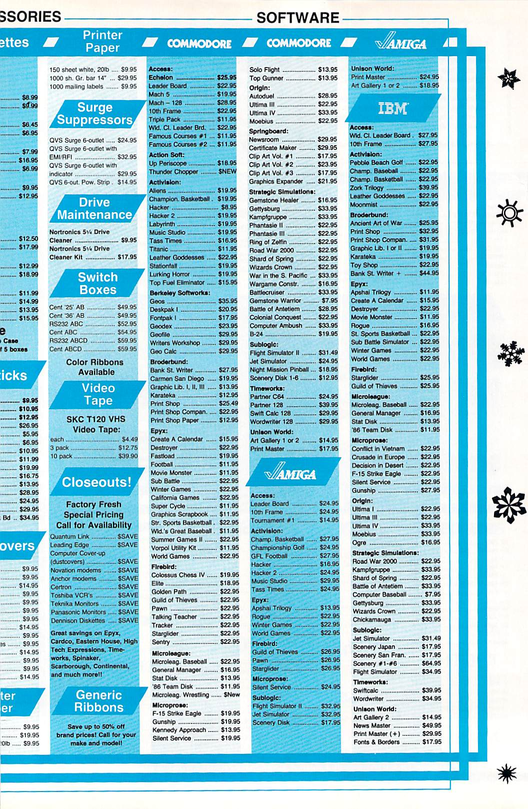 SSORIES
SOFTWARE
ettes
Printer
Paper
COMMODORE
COMMODORE
AMIGA
$8.99
$9.99
$6.45
$6.95
$7.99
$16.95
$6.99
$9.95
$12.95
$12.50
$17.99
$12.99
$18.99
$11.99
$14.99
$13.95
$15.95
e
Case
f 5 boxes
icks
$9.95
$10.95
$12.95
$26.95
$5.95
$6.95
$10.95
$11.99
$19.99
$16.75
$13.95
$28.95
$24.95
$29.95
Bd .. $34.95
overs
$9.95
$9.95
$14.95
$9.95
$9.95
$14.95
$9.95
$9.95
$9.95
$9.95
$14.95
ter
er
$9.95
$9.95
20lb .... $9.95
150 sheet white, 20lb .. $9.95
1000 sh. Gr. bar 14" .. $29.95
1000 mailing labels ...... $9.95
Surge
Suppressors
QVS Surge 6-outlet ..... $24.95
QVS Surge 6-outlet with
EMI/RFI ..... $32.95
QVS Surge 6-outlet with
indicator ..... $29.95
QVS 6-out. Pow. Strip . $14.95
Drive
Maintenance
Nortronics 5¼ Drive
Cleaner ..... $9.95
Nortronics 5¼ Drive
Cleaner Kit ..... $17.95
Switch
Boxes
Cent '25' AB ..... $49.95
Cent '36' AB ..... $49.95
RS232 ABC ..... $52.95
Cent ABC ..... $54.95
RS232 ABCD ..... $59.95
Cent ABCD ..... $59.95
Color Ribbons
Available
Video
Tape
SKC T120 VHS
Video Tape:
each ..... $4.49
3 pack ..... $12.75
10 pack ..... $39.90
Closeouts!
Factory Fresh
Special Pricing
Call for Availability
Quantum Link ..... $SAVE
Leading Edge ..... $SAVE
Computer Cover-up
(dustcovers) ..... $SAVE
Novation modems ..... $SAVE
Anchor modems ..... $SAVE
Certron ..... $SAVE
Toshiba VCR's ..... $SAVE
Teknika Monitors ..... $SAVE
Panasonic Monitors ..... $SAVE
Dennison Diskettes ..... $SAVE
Great savings on Epyx,
Cardco, Eastern House, High
Tech Expressions, Time-
works, Spinaker,
Scarborough, Continental,
and much more!!
Generic
Ribbons
Save up to 50% off
brand prices! Call for your
make and model!
Access:
Echelon ..... $25.95
Leader Board ..... $22.95
Mach 5 ..... $19.95
Mach – 128 ..... $28.95
10th Frame ..... $22.95
Triple Pack ..... $11.95
Wld. Cl. Leader Brd. .. $22.95
Famous Courses #1 ... $11.95
Famous Courses #2 ... $11.95
Action Soft:
Up Periscope ..... $18.95
Thunder Chopper ..... $NEW
Activision:
Aliens ..... $19.95
Champion. Basketball . $19.95
Hacker ..... $8.95
Hacker 2 ..... $19.95
Labyrinth ..... $19.95
Music Studio ..... $19.95
Tass Times ..... $16.95
Titanic ..... $11.95
Leather Goddesses ..... $22.95
Stationfall ..... $19.95
Lurking Horror ..... $19.95
Top Fuel Eliminator ..... $15.95
Berkeley Softworks:
Geos ..... $35.95
Deskpak I ..... $20.95
Fontpak I ..... $17.95
Geodex ..... $23.95
Geofile ..... $29.95
Writers Workshop ..... $29.95
Geo Calc ..... $29.95
Broderbund:
Bank St. Writer ..... $27.95
Carmen San Diego ..... $19.95
Graphic Lib. I, II, III ..... $13.95
Karateka ..... $12.95
Print Shop ..... $25.49
Print Shop Compan. ..... $22.95
Print Shop Paper ..... $12.95
Epyx:
Create A Calendar ..... $15.95
Destroyer ..... $22.95
Fastload ..... $19.95
Football ..... $11.95
Movie Monster ..... $11.95
Sub Battle ..... $22.95
Winter Games ..... $22.95
California Games ..... $22.95
Super Cycle ..... $11.95
Graphics Scrapbook ..... $11.95
Str. Sports Basketball .. $22.95
Wld.'s Great Baseball . $11.95
Summer Games II ..... $22.95
Vorpol Utility Kit ..... $11.95
World Games ..... $22.95
Firebird:
Colossus Chess IV ..... $19.95
Elite ..... $18.95
Golden Path ..... $22.95
Guild of Thieves ..... $22.95
Pawn ..... $22.95
Talking Teacher ..... $22.95
Tracker ..... $22.95
Starglider ..... $22.95
Sentry ..... $22.95
Microleague:
Microleag. Baseball ..... $22.95
General Manager ..... $16.95
Stat Disk ..... $13.95
'86 Team Disk ..... $11.95
Microleag. Wrestling ..... $New
Microprose:
F-15 Strike Eagle ..... $19.95
Gunship ..... $19.95
Kennedy Approach ..... $13.95
Silent Service ..... $19.95
Solo Flight ..... $13.95
Top Gunner ..... $13.95
Origin:
Autoduel ..... $28.95
Ultima III ..... $22.95
Ultima IV ..... $33.95
Moebius ..... $22.95
Springboard:
Newsroom ..... $29.95
Certificate Maker ..... $29.95
Clip Art Vol. #1 ..... $17.95
Clip Art Vol. #2 ..... $23.95
Clip Art Vol. #3 ..... $17.95
Graphics Expander ..... $21.95
Strategic Simulations:
Gemstone Healer ..... $16.95
Gettysburg ..... $33.95
Kampfgruppe ..... $33.95
Phantasie II ..... $22.95
Phantasie III ..... $22.95
Ring of Zelfin ..... $22.95
Road War 2000 ..... $22.95
Shard of Spring ..... $22.95
Wizards Crown ..... $22.95
War in the S. Pacific ... $33.95
Wargame Constr. ..... $16.95
Battlecruiser ..... $33.95
Gemstone Warrior ..... $7.95
Battle of Antietem ..... $28.95
Colonial Conquest ..... $22.95
Computer Ambush ..... $33.95
B-24 ..... $19.95
Sublogic:
Flight Simulator II ..... $31.49
Jet Simulator ..... $24.95
Night Mission Pinball .. $18.95
Scenery Disk 1-6 ..... $12.95
Timeworks:
Partner C64 ..... $24.95
Partner 128 ..... $39.95
Swift Calc 128 ..... $29.95
Wordwriter 128 ..... $29.95
Unison World:
Art Gallery 1 or 2 ..... $14.95
Print Master ..... $17.95
AMIGA
Access:
Leader Board ..... $24.95
10th Frame ..... $24.95
Tournament #1 ..... $14.95
Activision:
Champ. Basketball ..... $27.95
Championship Golf ..... $24.95
GFL Football ..... $27.95
Hacker ..... $16.95
Hacker 2 ..... $24.95
Music Studio ..... $29.95
Tass Times ..... $24.95
Epyx:
Apshai Trilogy ..... $13.95
Rogue ..... $22.95
Winter Games ..... $22.95
World Games ..... $22.95
Firebird:
Guild of Thieves ..... $26.95
Pawn ..... $26.95
Starglider ..... $26.95
Microprose:
Silent Service ..... $24.95
Sublogic:
Flight Simulator II ..... $32.95
Jet Simulator ..... $32.95
Scenery Disk ..... $17.95
Unison World:
Print Master ..... $24.95
Art Gallery 1 or 2 ..... $18.95
IBM
Access:
Wld. Cl. Leader Board . $27.95
10th Frame ..... $27.95
Activision:
Pebble Beach Golf ..... $22.95
Champ. Baseball ..... $22.95
Champ. Basketball ..... $22.95
Zork Trilogy ..... $39.95
Leather Goddesses ..... $22.95
Moonmist ..... $22.95
Broderbund:
Ancient Art of War ..... $25.95
Print Shop ..... $32.95
Print Shop Compan. ... $31.95
Graphic Lib. I or II ..... $19.95
Karateka ..... $19.95
Toy Shop ..... $22.95
Bank St. Writer + ..... $44.95
Epyx:
Apshai Trilogy ..... $11.95
Create A Calendar ..... $15.95
Destroyer ..... $22.95
Movie Monster ..... $11.95
Rogue ..... $16.95
St. Sports Basketball .. $22.95
Sub Battle Simulator ... $22.95
Winter Games ..... $22.95
World Games ..... $22.95
Firebird:
Starglider ..... $25.95
Guild of Thieves ..... $25.95
Microleague:
Microleag. Baseball ..... $22.95
General Manager ..... $16.95
Stat Disk ..... $13.95
'86 Team Disk ..... $11.95
Microprose:
Conflict in Vietnam ..... $22.95
Crusade in Europe ..... $22.95
Decision in Desert ..... $22.95
F-15 Strike Eagle ..... $22.95
Silent Service ..... $22.95
Gunship ..... $27.95
Origin:
Ultima I ..... $22.95
Ultima III ..... $22.95
Ultima IV ..... $33.95
Moebius ..... $33.95
Ogre ..... $16.95
Strategic Simulations:
Road War 2000 ..... $22.95
Kampfgruppe ..... $33.95
Shard of Spring ..... $22.95
Battle of Antetiem ..... $33.95
Computer Baseball ..... $7.95
Gettysburg ..... $33.95
Wizards Crown ..... $22.95
Chickamauga ..... $33.95
Sublogic:
Jet Simulator ..... $31.49
Scenery Japan ..... $17.95
Scenery San Fran. ..... $17.95
Scenery #1-#6 ..... $64.95
Flight Simulator ..... $34.95
Timeworks:
Swiftcalc ..... $39.95
Wordwriter ..... $34.95
Unison World:
Art Gallery 2 ..... $14.95
News Master ..... $49.95
Print Master (+) ..... $29.95
Fonts & Borders ..... $17.95